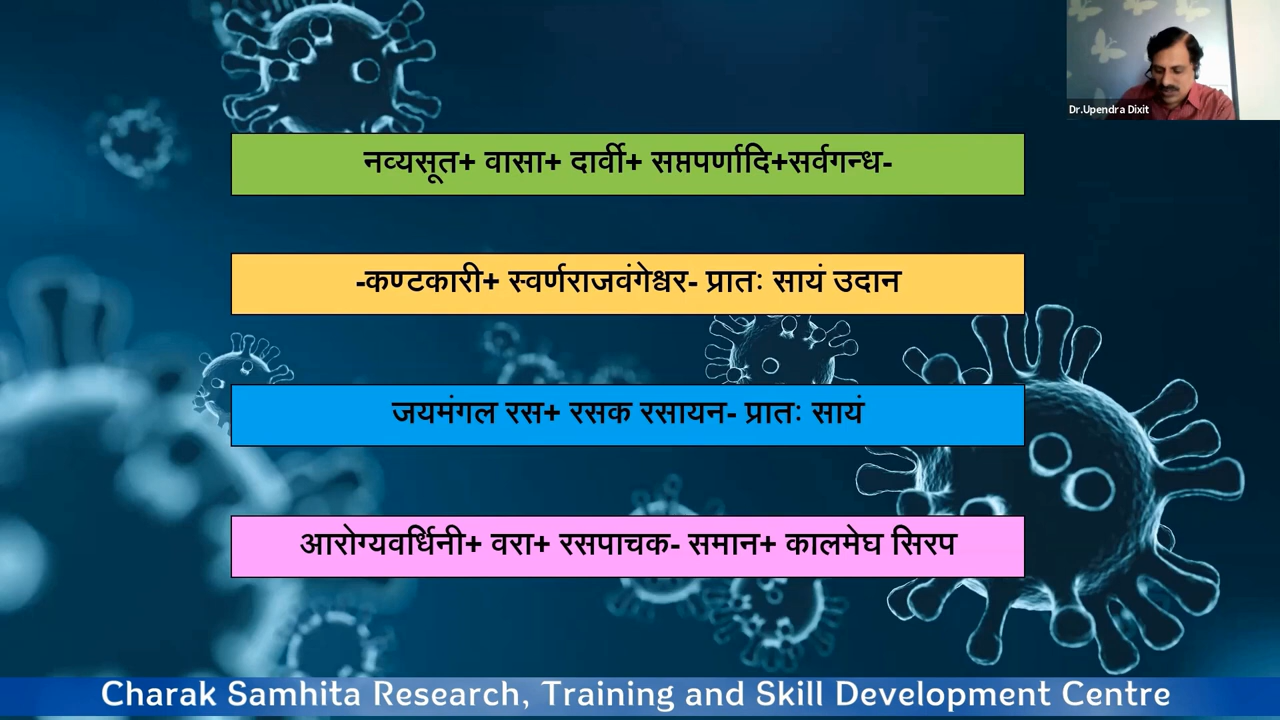 Dr.Upendra Dixit
नव्यसूत+ वासा+ दार्वी+ सप्तपर्णादि+सर्वगन्ध-
-कण्टकारी+ स्वर्णराजवंगेश्वर- प्रातः सायं उदान
जयमंगल रस+ रसक रसायन- प्रातः सायं
आरोग्यवर्धिनी+ वरा+ रसपाचक- समान+ कालमेघ सिरप
Charak Samhita Research, Training and Skill Development Centre